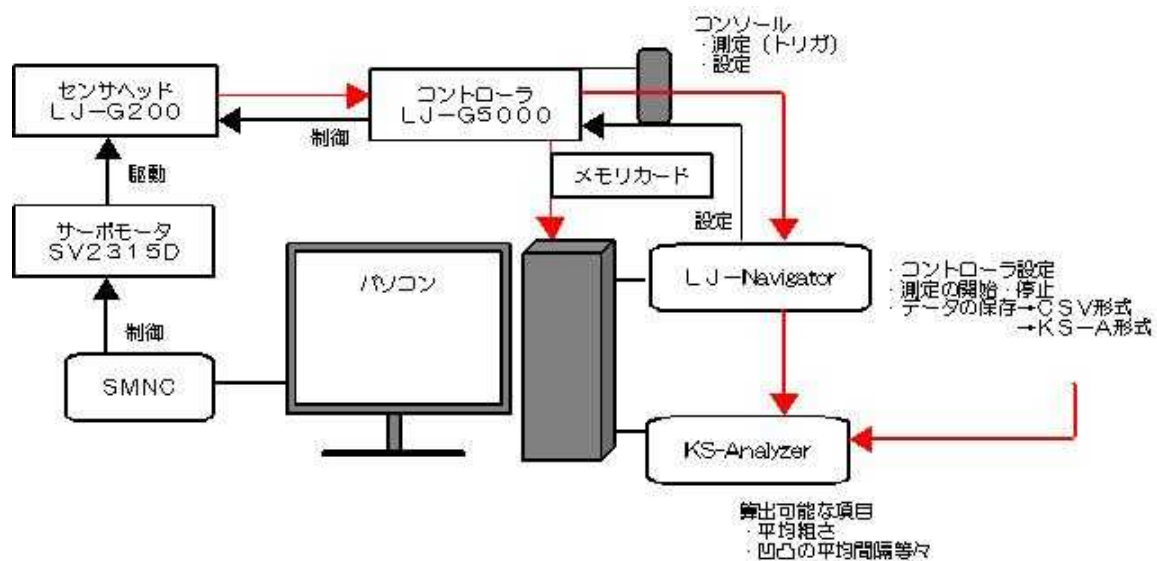 コンソール
・測定（トリガ）
・設定
センサヘッド
ＬＪ－Ｇ２００
コントローラ
ＬＪ－Ｇ５０００
制御
駆動
メモリカード
サーボモータ
ＳＶ２３１５Ｄ
設定
パソコン
ＬＪ－Navigator
・コントローラ設定
・測定の開始・停止
・データの保存→ＣＳＶ形式
→ＫＳ－Ａ形式
制御
SMNC
KS-Analyzer
算出可能な項目
・平均粗さ
・凹凸の平均間隔等々